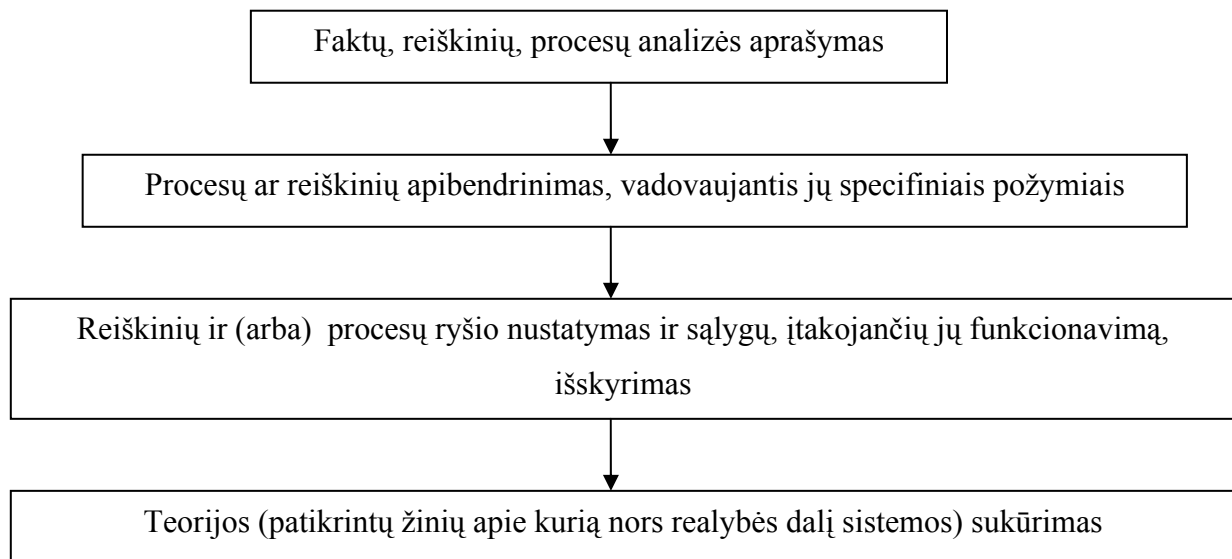 Faktų, reiškinių, procesų analizės aprašymas
Procesų ar reiškinių apibendrinimas, vadovaujantis jų specifiniais požymiais
Reiškinių ir (arba)  procesų ryšio nustatymas ir sąlygų, įtakojančių jų funkcionavimą,
išskyrimas
Teorijos (patikrintų žinių apie kurią nors realybės dalį sistemos) sukūrimas